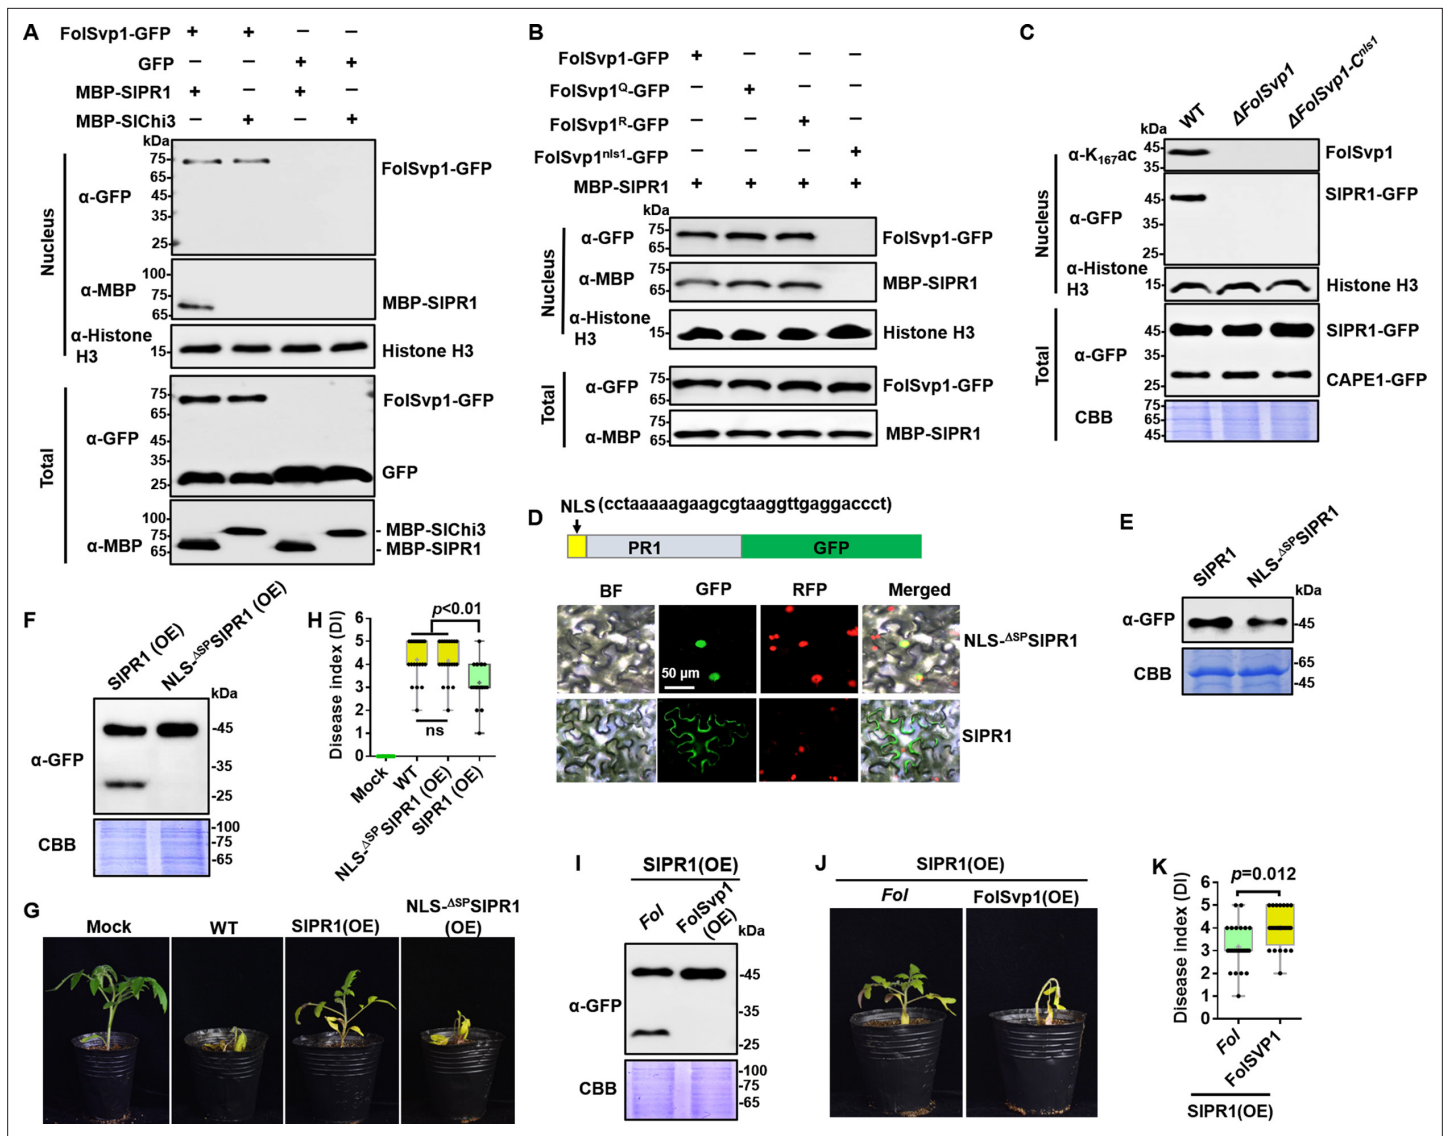 A
FolSvp1-GFP + + – –
GFP – – + +
MBP-SlPR1 + – + –
MBP-SlChi3 – + – +
kDa
Nucleus
α-GFP
75-
45-
35-
25-
FolSvp1-GFP
α-MBP
100-
75-
65-
MBP-SlPR1
α-Histone H3
15-
Histone H3
Total
α-GFP
75-
45-
35-
25-
FolSvp1-GFP
GFP
α-MBP
100-
75-
65-
- MBP-SlChi3
- MBP-SlPR1
B
FolSvp1-GFP + – – –
FolSvp1Q-GFP – + – –
FolSvp1R-GFP – – + –
FolSvp1nls1-GFP – – – +
MBP-SlPR1 + + + +
kDa
Nucleus
α-GFP
75-
65-
FolSvp1-GFP
α-MBP
75-
65-
MBP-SlPR1
α-Histone
H3
15-
Histone H3
Total
α-GFP
75-
65-
FolSvp1-GFP
α-MBP
75-
65-
MBP-SlPR1
C
WT
ΔFolSvp1
ΔFolSvp1-Cnls1
kDa
Nucleus
α-K167ac
45-
35-
FolSvp1
α-GFP
45-
35-
25-
SlPR1-GFP
α-Histone
H3
15-
Histone H3
Total
α-GFP
45-
35-
25-
SlPR1-GFP
CAPE1-GFP
CBB
75-
65-
45-
D
NLS (cctaaaaagaagcgtaaggttgaggaccct)
PR1
GFP
BF GFP RFP Merged
50 μm
NLS-ΔSPSlPR1
SlPR1
E
SlPR1
NLS-ΔSPSlPR1
kDa
α-GFP
-45
CBB
-65
-45
F
SlPR1 (OE)
NLS-ΔSPSlPR1 (OE)
kDa
α-GFP
-45
-35
-25
CBB
-100
-75
-65
H
Disease index (DI)
6
5
4
3
2
1
0
p<0.01
ns
Mock
WT
NLS-ΔSPSlPR1 (OE)
SlPR1 (OE)
G
Mock
WT
SlPR1(OE)
NLS-ΔSPSlPR1
(OE)
I
SlPR1(OE)
Fol
FolSvp1
(OE)
kDa
α-GFP
-45
-35
-25
CBB
-100
-75
-65
J
SlPR1(OE)
Fol
FolSvp1(OE)
K
p=0.012
Disease index (DI)
6
5
4
3
2
1
0
Fol
FolSVP1
SlPR1(OE)